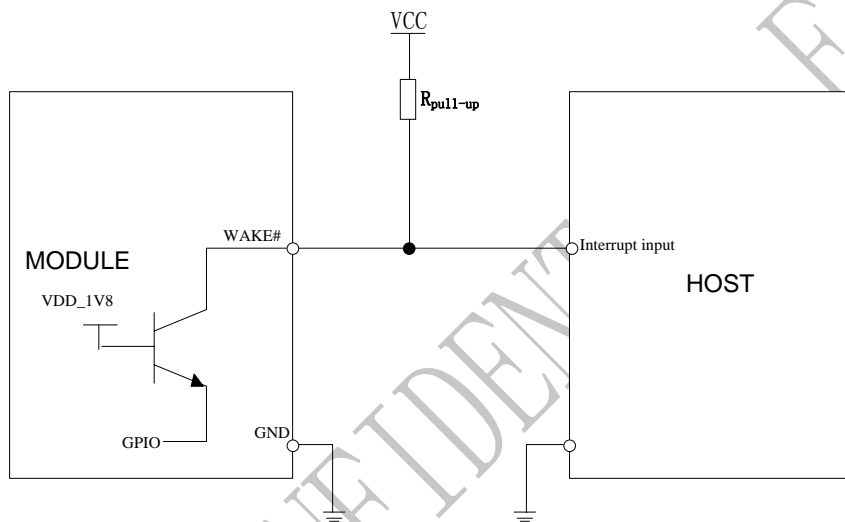 VCC
Rpull-up
WAKE#
Interrupt input
MODULE
HOST
VDD_1V8
GPIO
GND